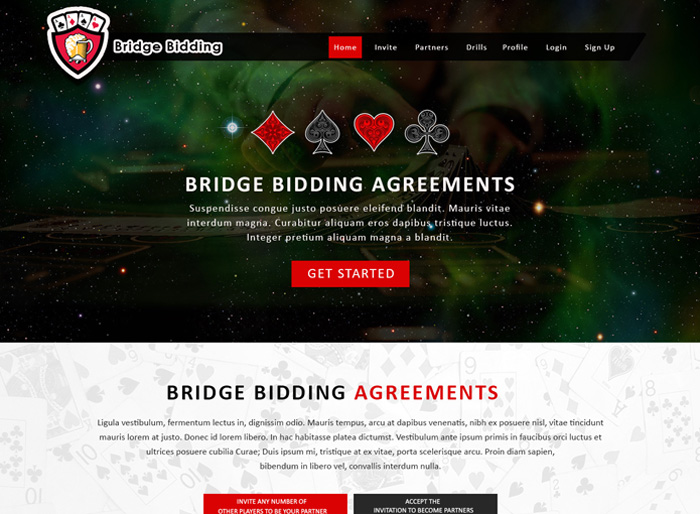 Bridge Bidding
Home Invite Partners Drills Profile Login Sign Up
BRIDGE BIDDING AGREEMENTS
Suspendisse congue justo posuere eleifend blandit. Mauris vitae
interdum magna. Curabitur aliquam eros dapibus tristique luctus.
Integer pretium aliquam magna a blandit.
GET STARTED
BRIDGE BIDDING AGREEMENTS
Ligula vestibulum, fermentum lectus in, dignissim odio. Mauris tempus, arcu at dapibus venenatis, nibh ex posuere nisl, vitae tincidunt
mauris lorem at justo. Donec id lorem libero. In hac habitasse platea dictumst. Vestibulum ante ipsum primis in faucibus orci luctus et
ultrices posuere cubilia Curae; Duis ipsum mi, tristique at ex vitae, porta scelerisque arcu. Proin diam sapien,
bibendum in libero vel, convallis interdum nulla.
INVITE ANY NUMBER OF
OTHER PLAYERS TO BE YOUR PARTNER
ACCEPT THE
INVITATION TO BECOME PARTNERS